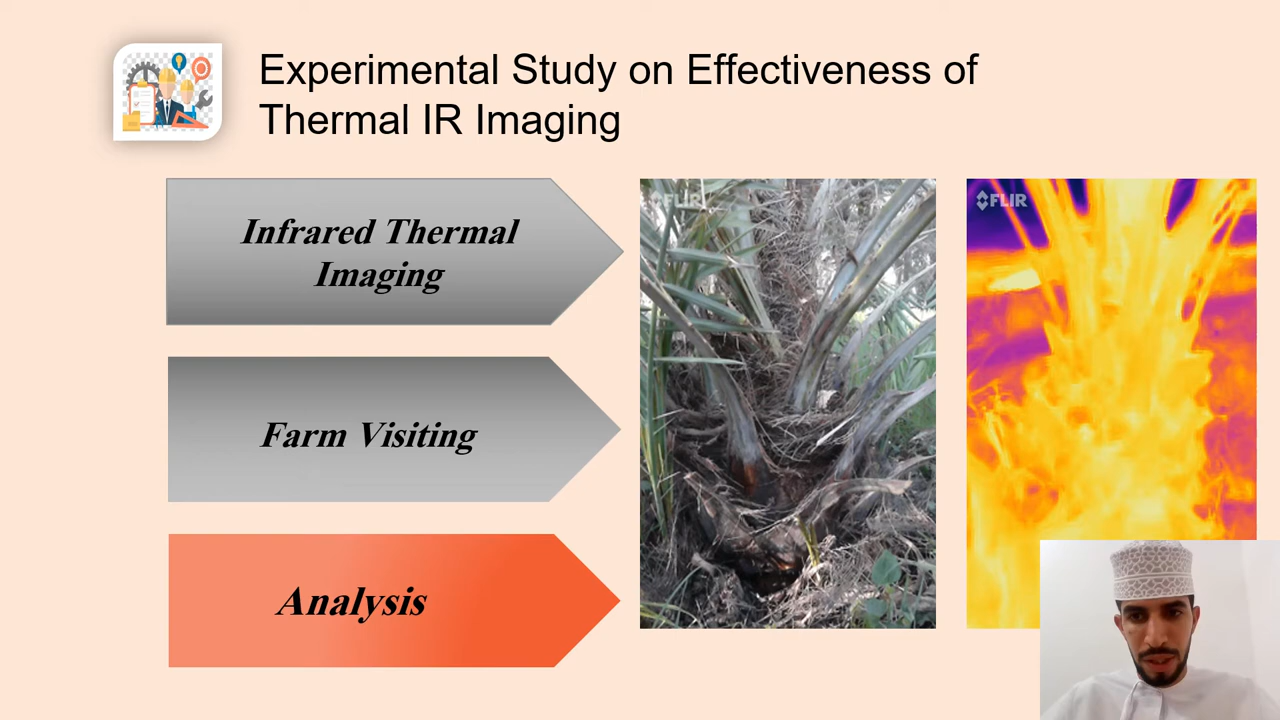 Experimental Study on Effectiveness of
Thermal IR Imaging
Infrared Thermal
Imaging
Farm Visiting
Analysis
FLIR
FLIR